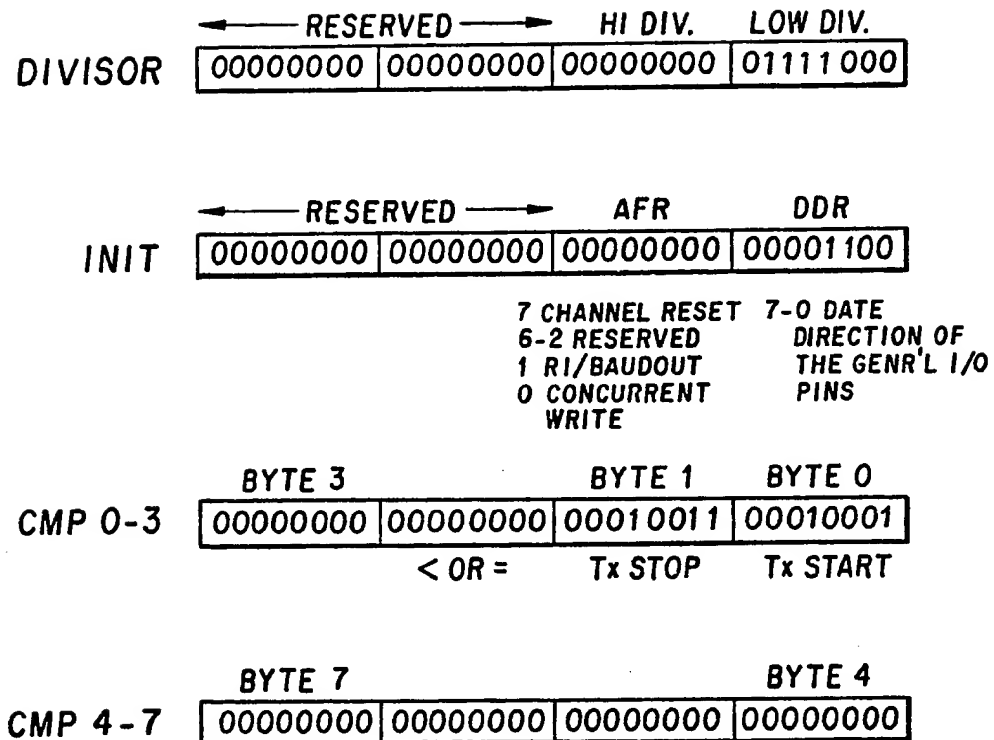 RESERVED HI DIV. LOW DIV.
DIVISOR 00000000 00000000 00000000 01111000
RESERVED AFR DDR
INIT 00000000 00000000 00000000 00001100
7 CHANNEL RESET 7-0 DATE
6-2 RESERVED DIRECTION OF
1 RI/BAUDOUT THE GENR'L I/O
0 CONCURRENT PINS
WRITE
BYTE 3 BYTE 1 BYTE 0
CMP 0-3 00000000 00000000 00010011 00010001
< OR = Tx STOP Tx START
BYTE 7 BYTE 4
CMP 4-7 00000000 00000000 00000000 00000000